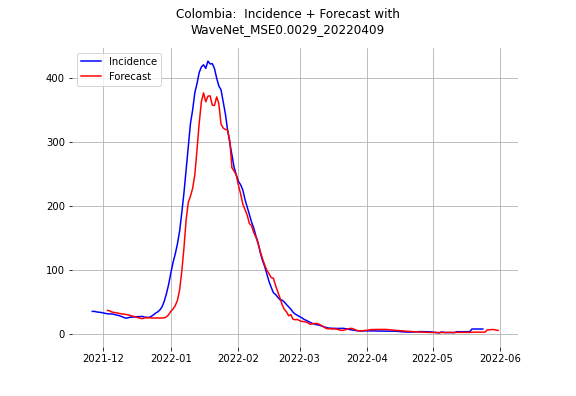 Colombia:  Incidence + Forecast with
WaveNet_MSE0.0029_20220409
Incidence
Forecast
400
300
200
100
0
2021-12 2022-01 2022-02 2022-03 2022-04 2022-05 2022-06